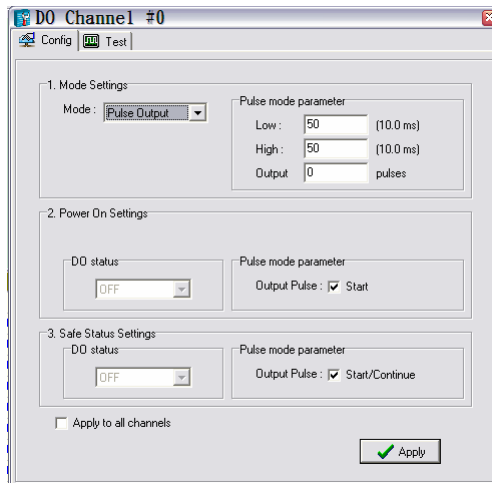 DO Channel #0
Config Test
1. Mode Settings
Mode : Pulse Output
Pulse mode parameter
Low : 50 (10.0 ms)
High : 50 (10.0 ms)
Output 0 pulses
2. Power On Settings
DO status
OFF
Pulse mode parameter
Output Pulse : Start
3. Safe Status Settings
DO status
OFF
Pulse mode parameter
Output Pulse : Start/Continue
Apply to all channels
Apply